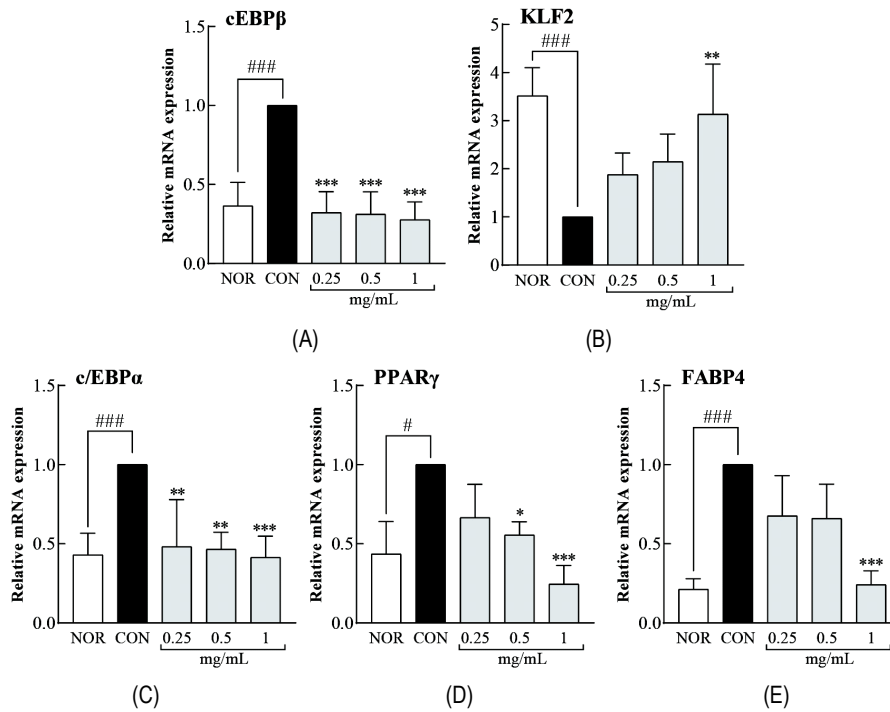 cEBPβ
Relative mRNA expression
1.5
1.0
0.5
0.0
###
***
***
***
NOR CON 0.25 0.5 1
mg/mL
(A)
KLF2
Relative mRNA expression
5
4
3
2
1
0
###
**
NOR CON 0.25 0.5 1
mg/mL
(B)
c/EBPα
Relative mRNA expression
1.5
1.0
0.5
0.0
###
**
**
***
NOR CON 0.25 0.5 1
mg/mL
(C)
PPARγ
Relative mRNA expression
1.5
1.0
0.5
0.0
#
*
***
NOR CON 0.25 0.5 1
mg/mL
(D)
FABP4
Relative mRNA expression
1.5
1.0
0.5
0.0
###
***
NOR CON 0.25 0.5 1
mg/mL
(E)